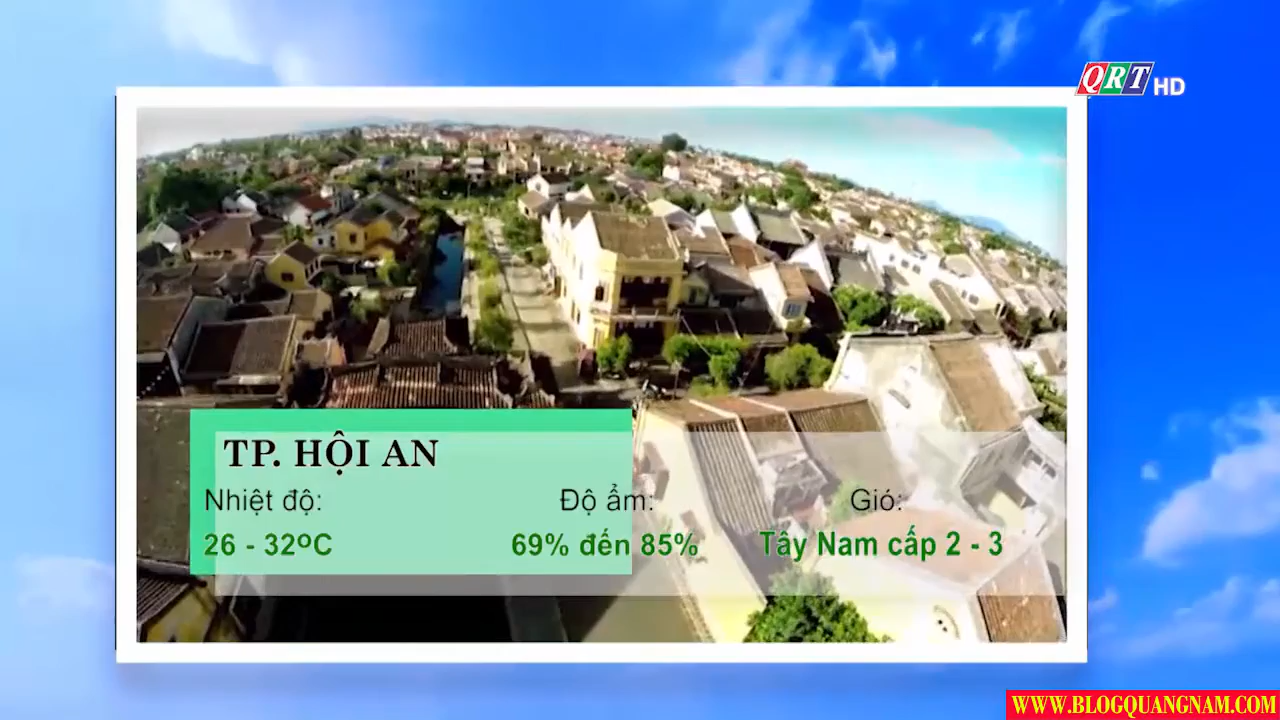 QRT HD
TP. HỘI AN
Nhiệt độ: Độ ẩm: Gió:
26 - 32ºC 69% đến 85% Tây Nam cấp 2 - 3
WWW.BLOGQUANGNAM.COM